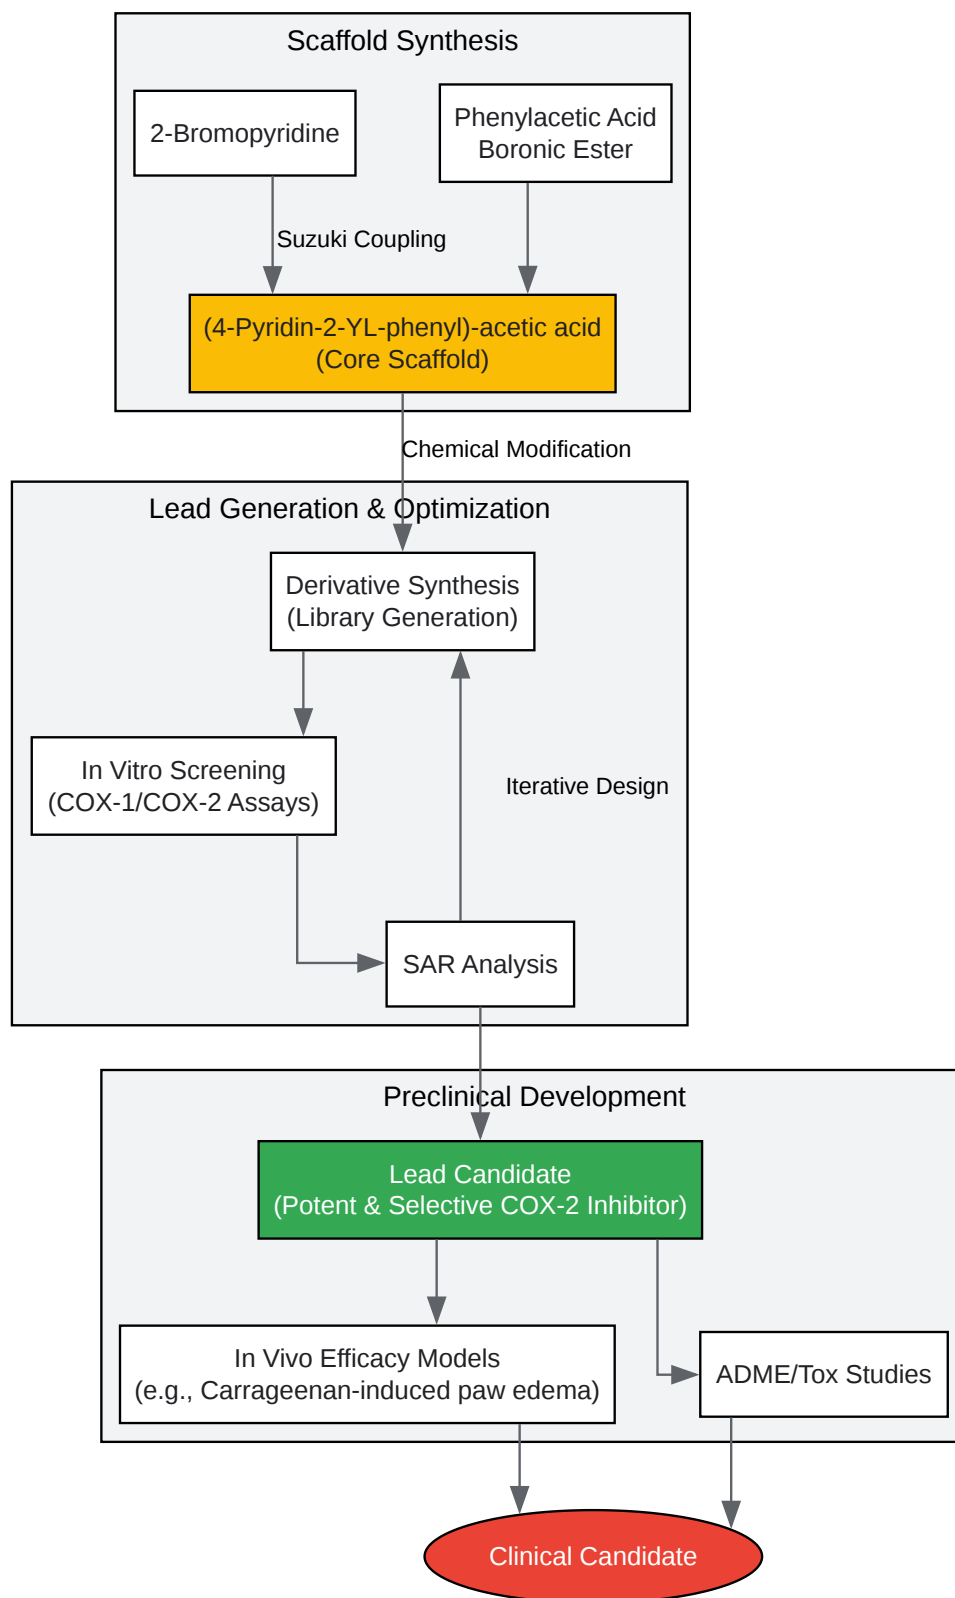 Scaffold Synthesis
2-Bromopyridine
Phenylacetic Acid
Boronic Ester
Suzuki Coupling
(4-Pyridin-2-YL-phenyl)-acetic acid
(Core Scaffold)
Chemical Modification
Lead Generation & Optimization
Derivative Synthesis
(Library Generation)
In Vitro Screening
(COX-1/COX-2 Assays)
Iterative Design
SAR Analysis
Preclinical Development
Lead Candidate
(Potent & Selective COX-2 Inhibitor)
In Vivo Efficacy Models
(e.g., Carrageenan-induced paw edema)
ADME/Tox Studies
Clinical Candidate